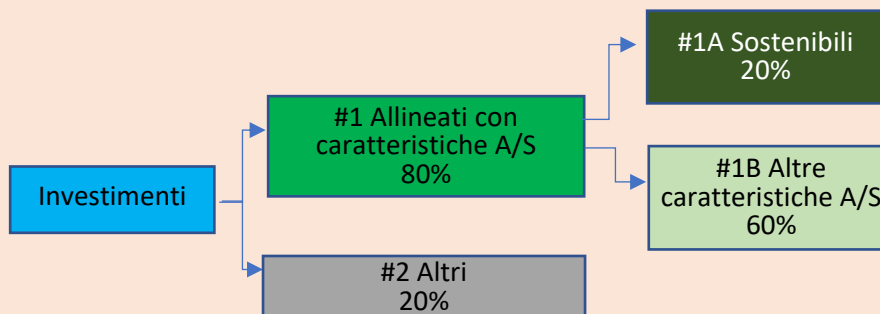 Investimenti
#1 Allineati con
caratteristiche A/S
80%
#2 Altri
20%
#1A Sostenibili
20%
#1B Altre
caratteristiche A/S
60%